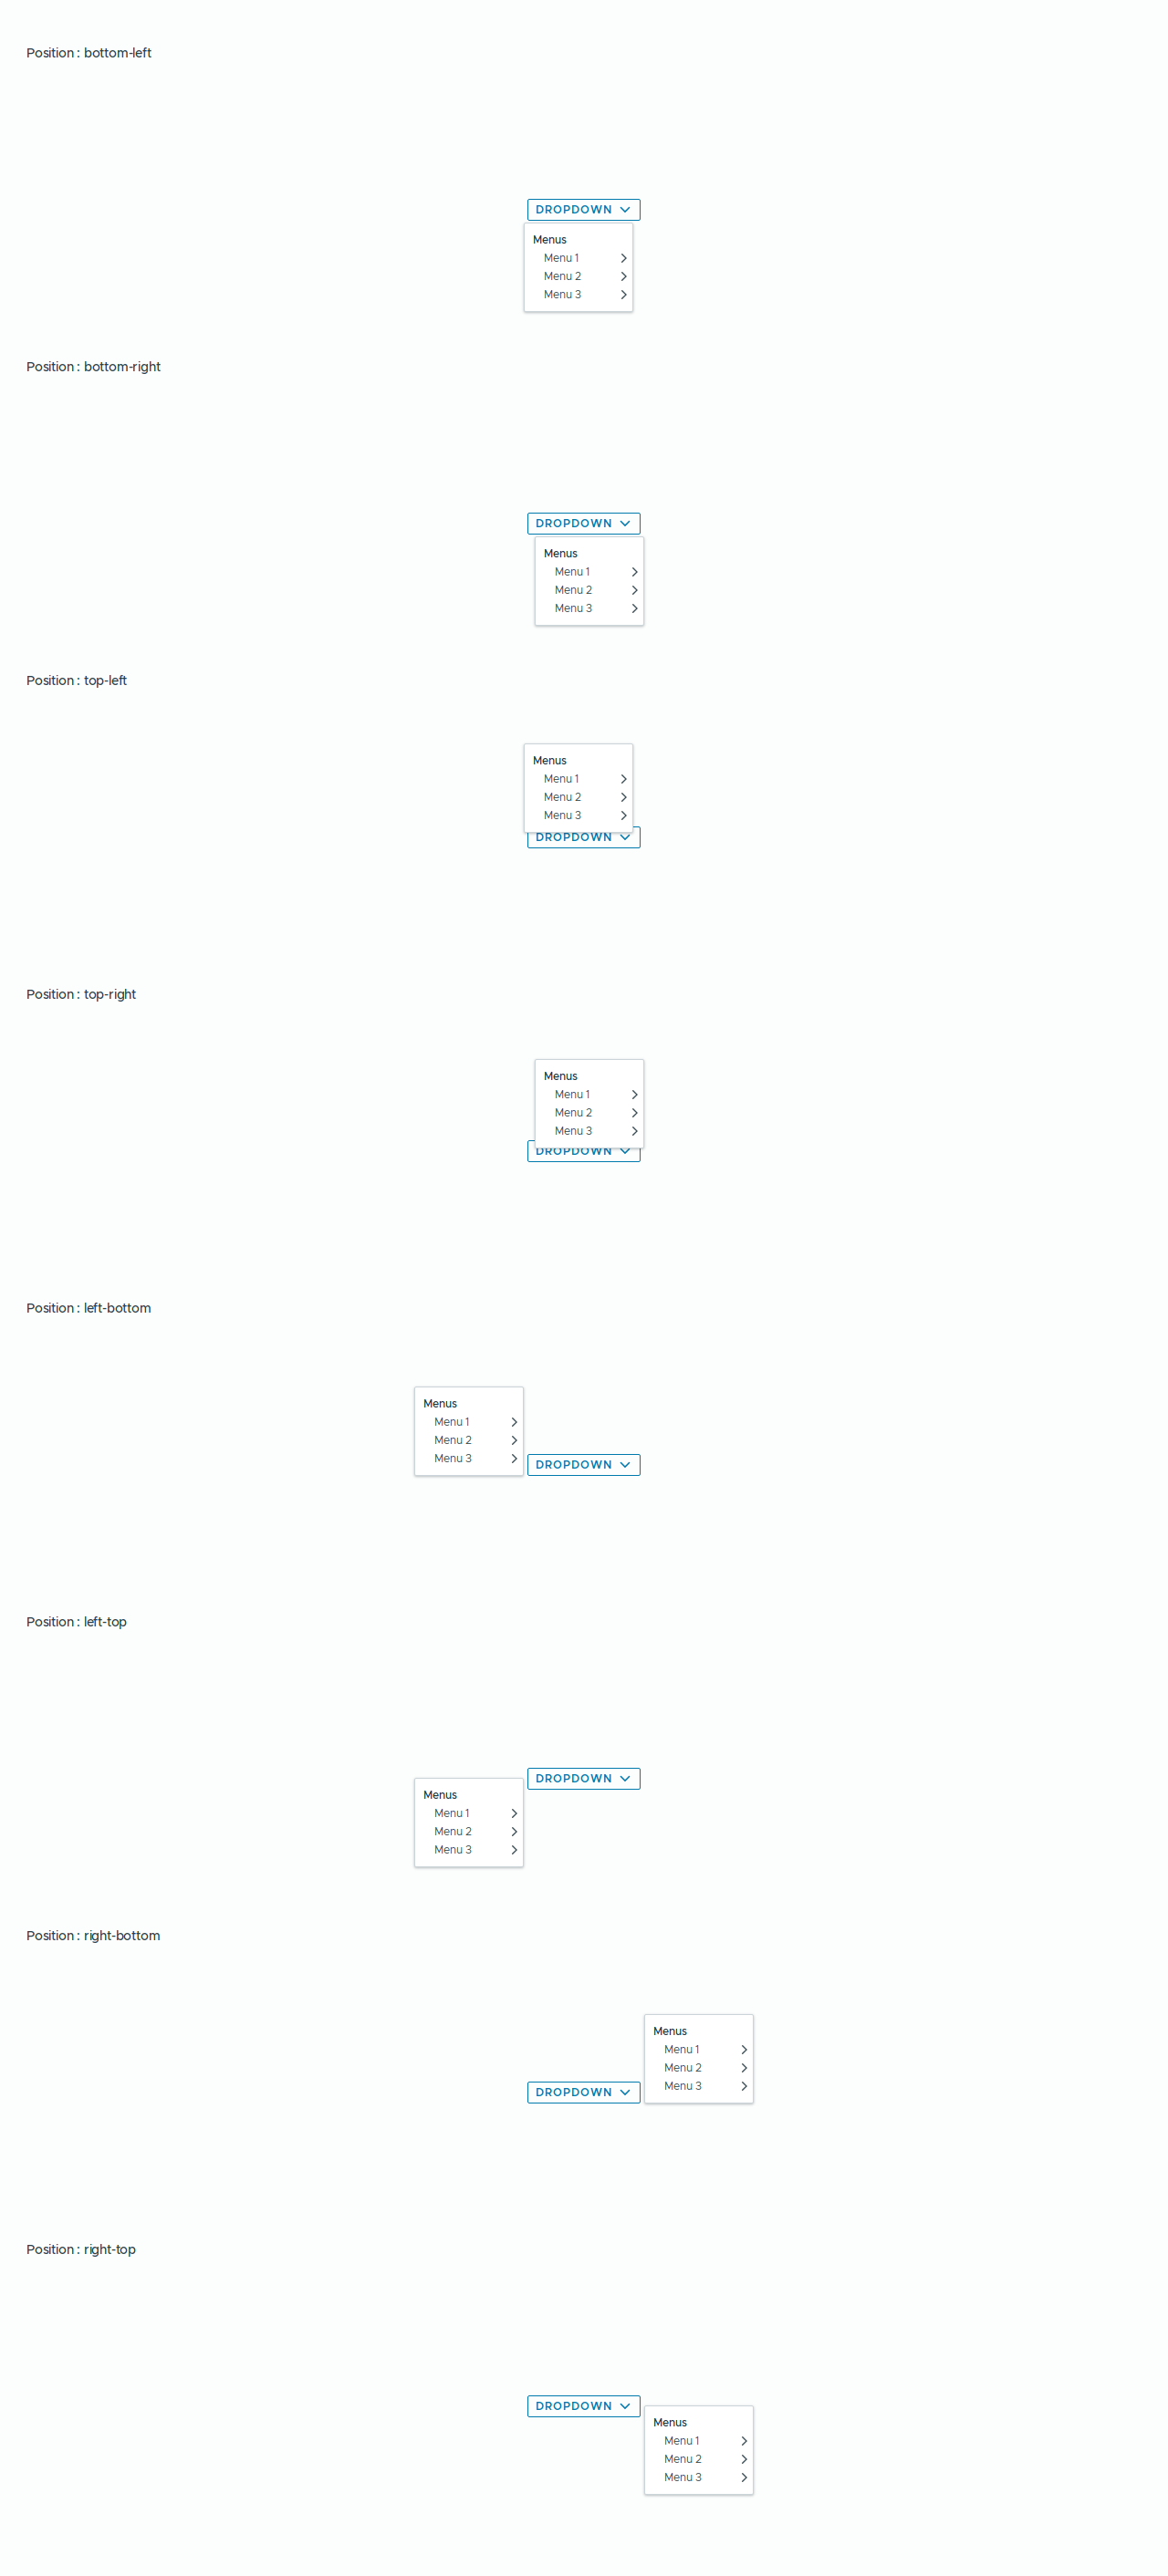 Position : bottom-left
DROPDOWN
Menus
Menu 1
Menu 2
Menu 3
Position : bottom-right
DROPDOWN
Menus
Menu 1
Menu 2
Menu 3
Position : top-left
Menus
Menu 1
Menu 2
Menu 3
DROPDOWN
Position : top-right
Menus
Menu 1
Menu 2
Menu 3
DROPDOWN
Position : left-bottom
Menus
Menu 1
Menu 2
Menu 3
DROPDOWN
Position : left-top
DROPDOWN
Menus
Menu 1
Menu 2
Menu 3
Position : right-bottom
Menus
Menu 1
Menu 2
Menu 3
DROPDOWN
Position : right-top
DROPDOWN
Menus
Menu 1
Menu 2
Menu 3